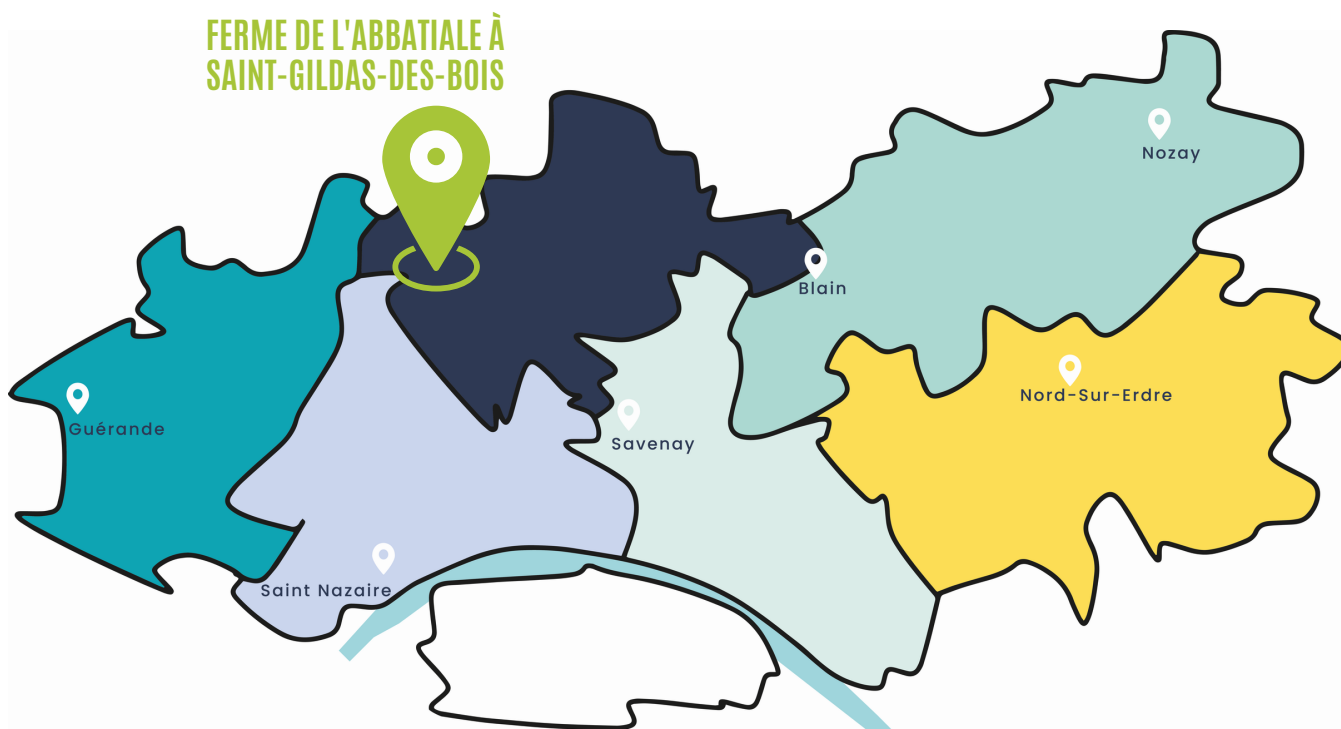 FERME DE L'ABBATIALE À
SAINT-GILDAS-DES-BOIS
Nozay
Blain
Nord-Sur-Erdre
Guérande
Savenay
Saint Nazaire